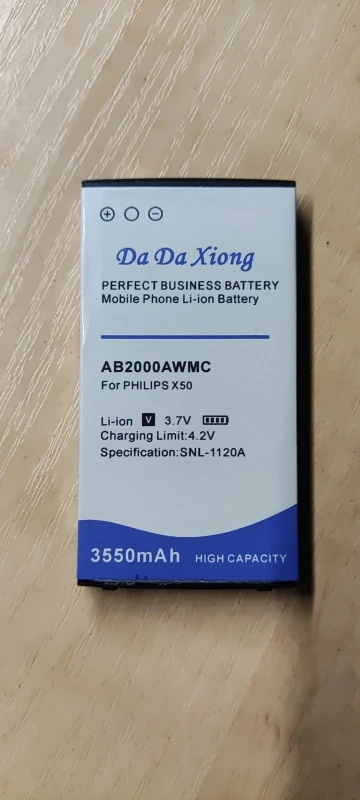 Da Da Xiong
PERFECT BUSINESS BATTERY
Mobile Phone Li-ion Battery
AB2000AWMC
For PHILIPS X50
Li-ion V 3.7V
Charging Limit:4.2V
Specification:SNL-1120A
3550mAh HIGH CAPACITY